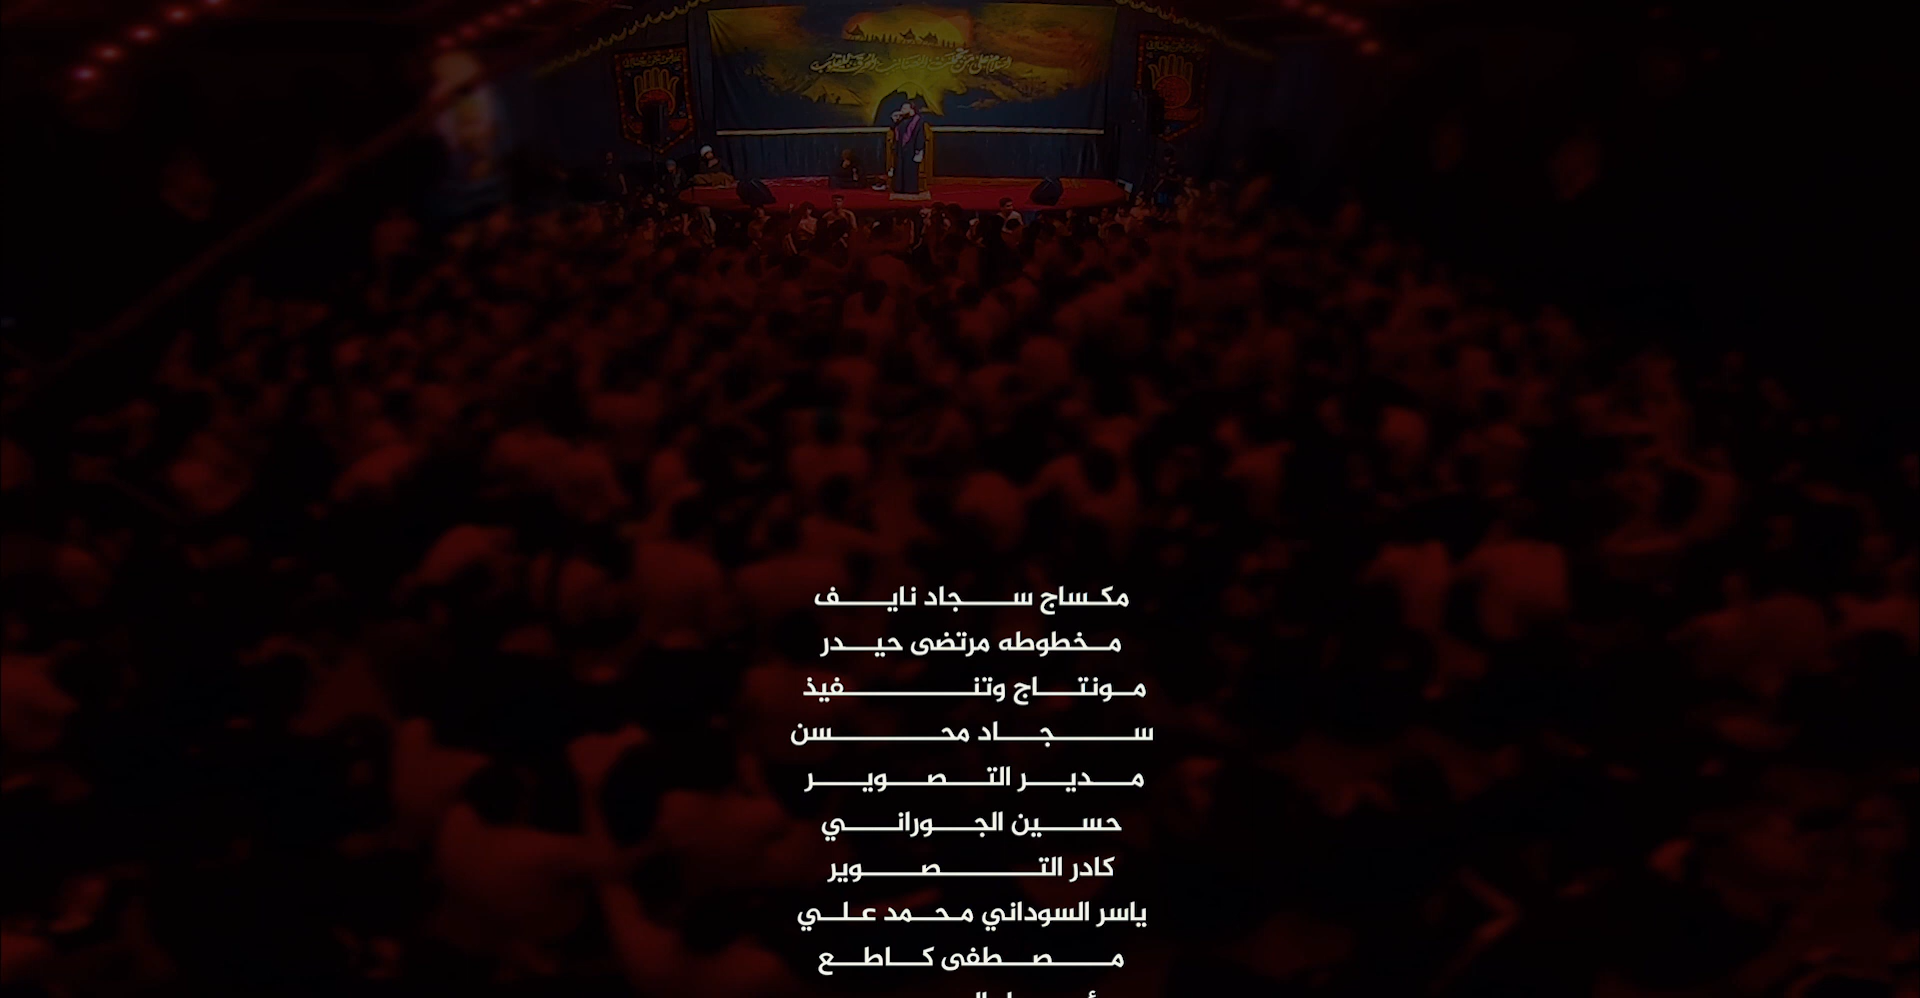 مكساج سجاد نايف
مخطوطه مرتضى حيدر
مونتاج وتنفيذ
سجاد محسن
مدير التصوير
حسين الجوراني
كادر التصوير
ياسر السوداني محمد علي
مصطفى كاطع